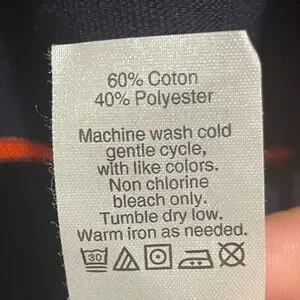 60% Coton
40% Polyester
Machine wash cold
gentle cycle,
with like colors.
Non chlorine
bleach only.
Tumble dry low.
Warm iron as needed.
30